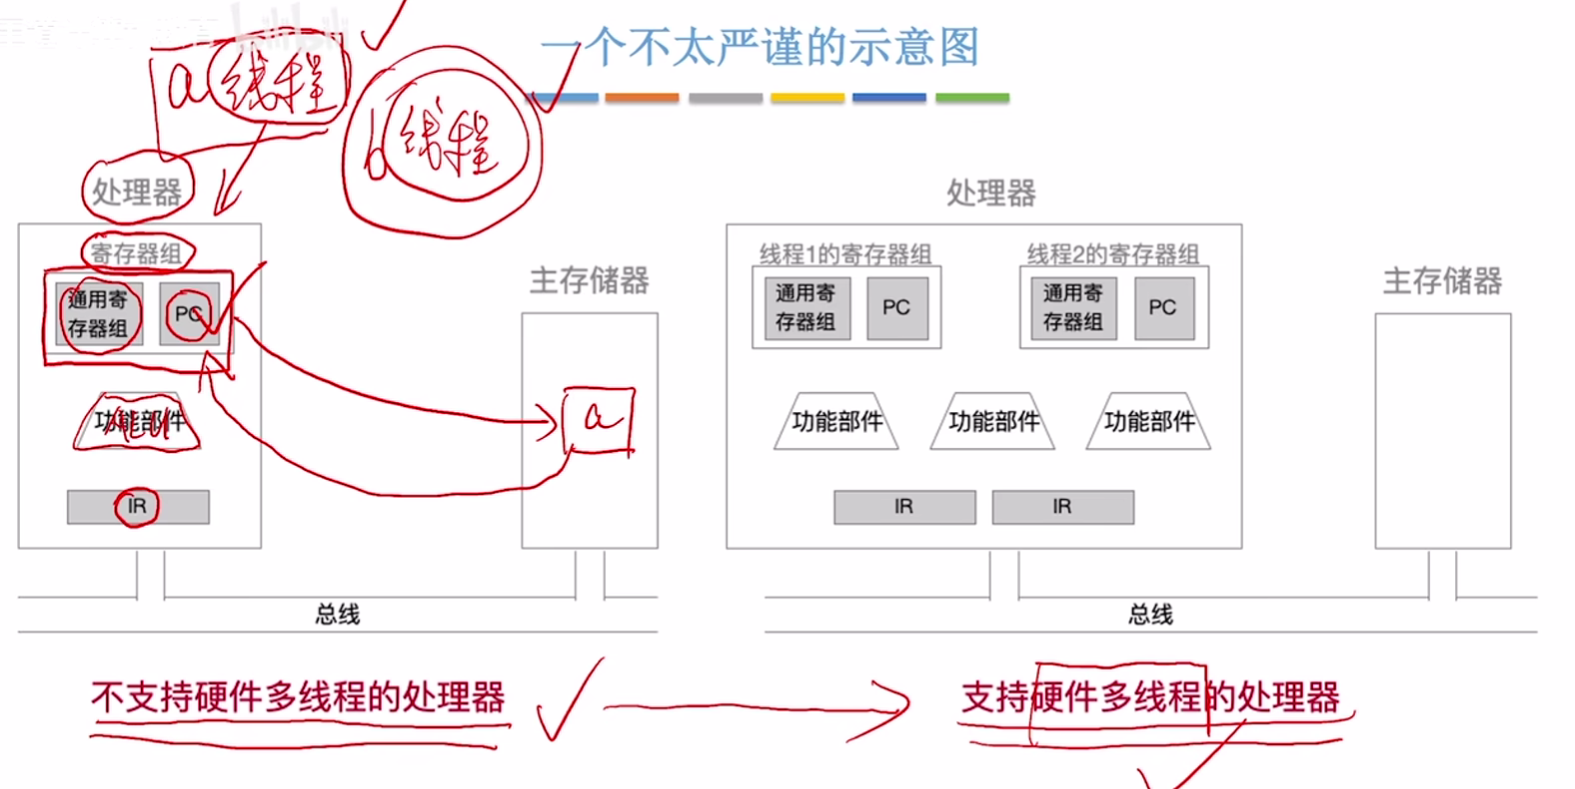 一个不太严谨的示意图
a 线程
b 线程
处理器
寄存器组
通用寄
存器组
PC
功能部件
ALU
IR
主存储器
a
总线
不支持硬件多线程的处理器
处理器
线程1的寄存器组
通用寄
存器组
PC
线程2的寄存器组
通用寄
存器组
PC
功能部件
功能部件
功能部件
IR
IR
主存储器
总线
支持硬件多线程的处理器